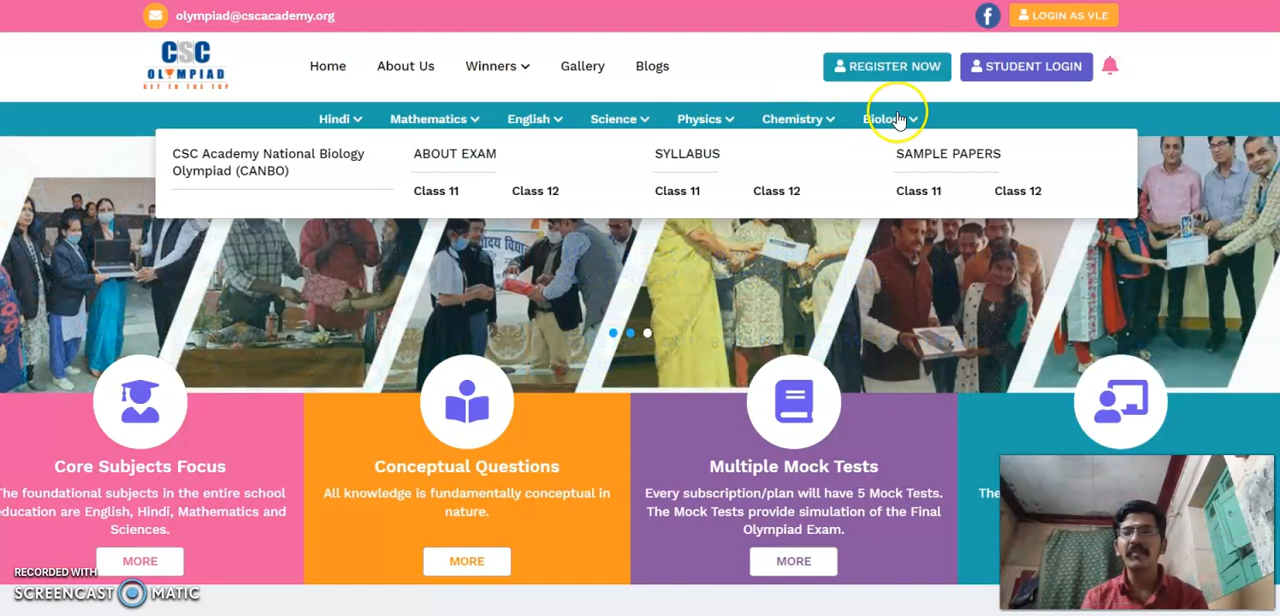 olympiad@cscacademy.org
LOGIN AS VLE
CSC
OLYMPIAD
GET TO THE TOP
Home About Us Winners Gallery Blogs
REGISTER NOW STUDENT LOGIN
Hindi Mathematics English Science Physics Chemistry Biology
CSC Academy National Biology
Olympiad (CANBO)
ABOUT EXAM
Class 11 Class 12
SYLLABUS
Class 11 Class 12
SAMPLE PAPERS
Class 11 Class 12
Core Subjects Focus
The foundational subjects in the entire school
education are English, Hindi, Mathematics and
Sciences.
MORE
Conceptual Questions
All knowledge is fundamentally conceptual in
nature.
MORE
Multiple Mock Tests
Every subscription/plan will have 5 Mock Tests.
The Mock Tests provide simulation of the Final
Olympiad Exam.
MORE
RECORDED WITH
SCREENCAST MATIC